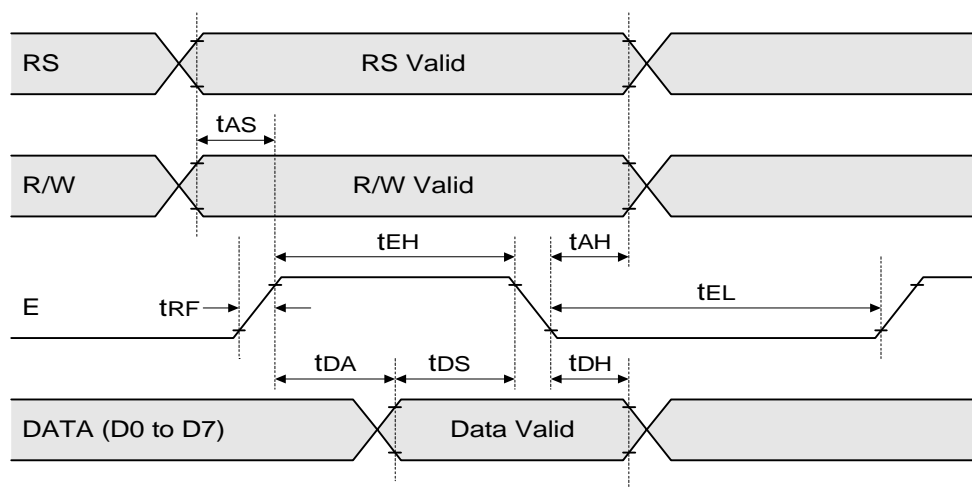 RS RS Valid
tAS
R/W R/W Valid
tEH tAH
E tRF tEL
tDA tDS tDH
DATA (D0 to D7) Data Valid